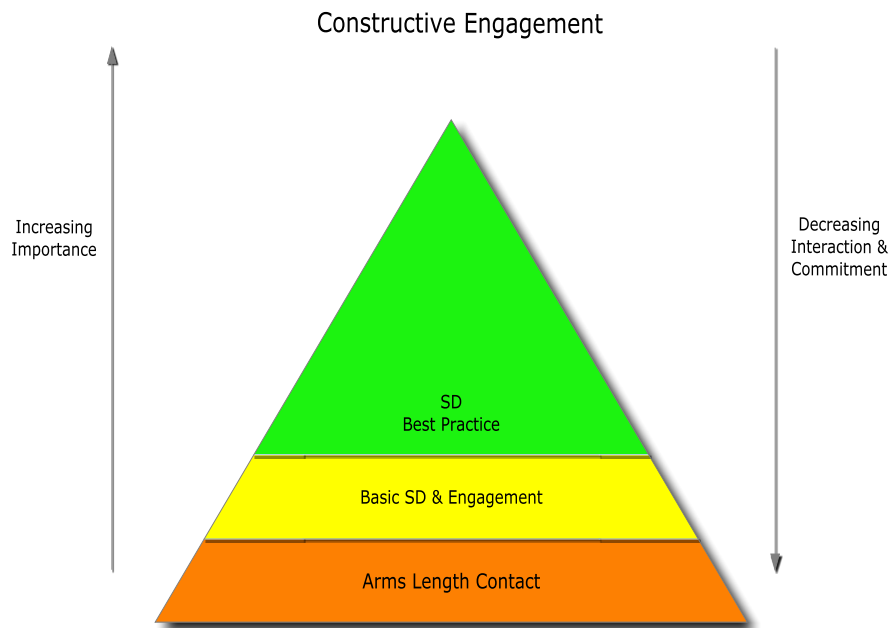 Constructive Engagement
Increasing
Importance
Decreasing
Interaction &
Commitment
SD
Best Practice
Basic SD & Engagement
Arms Length Contact